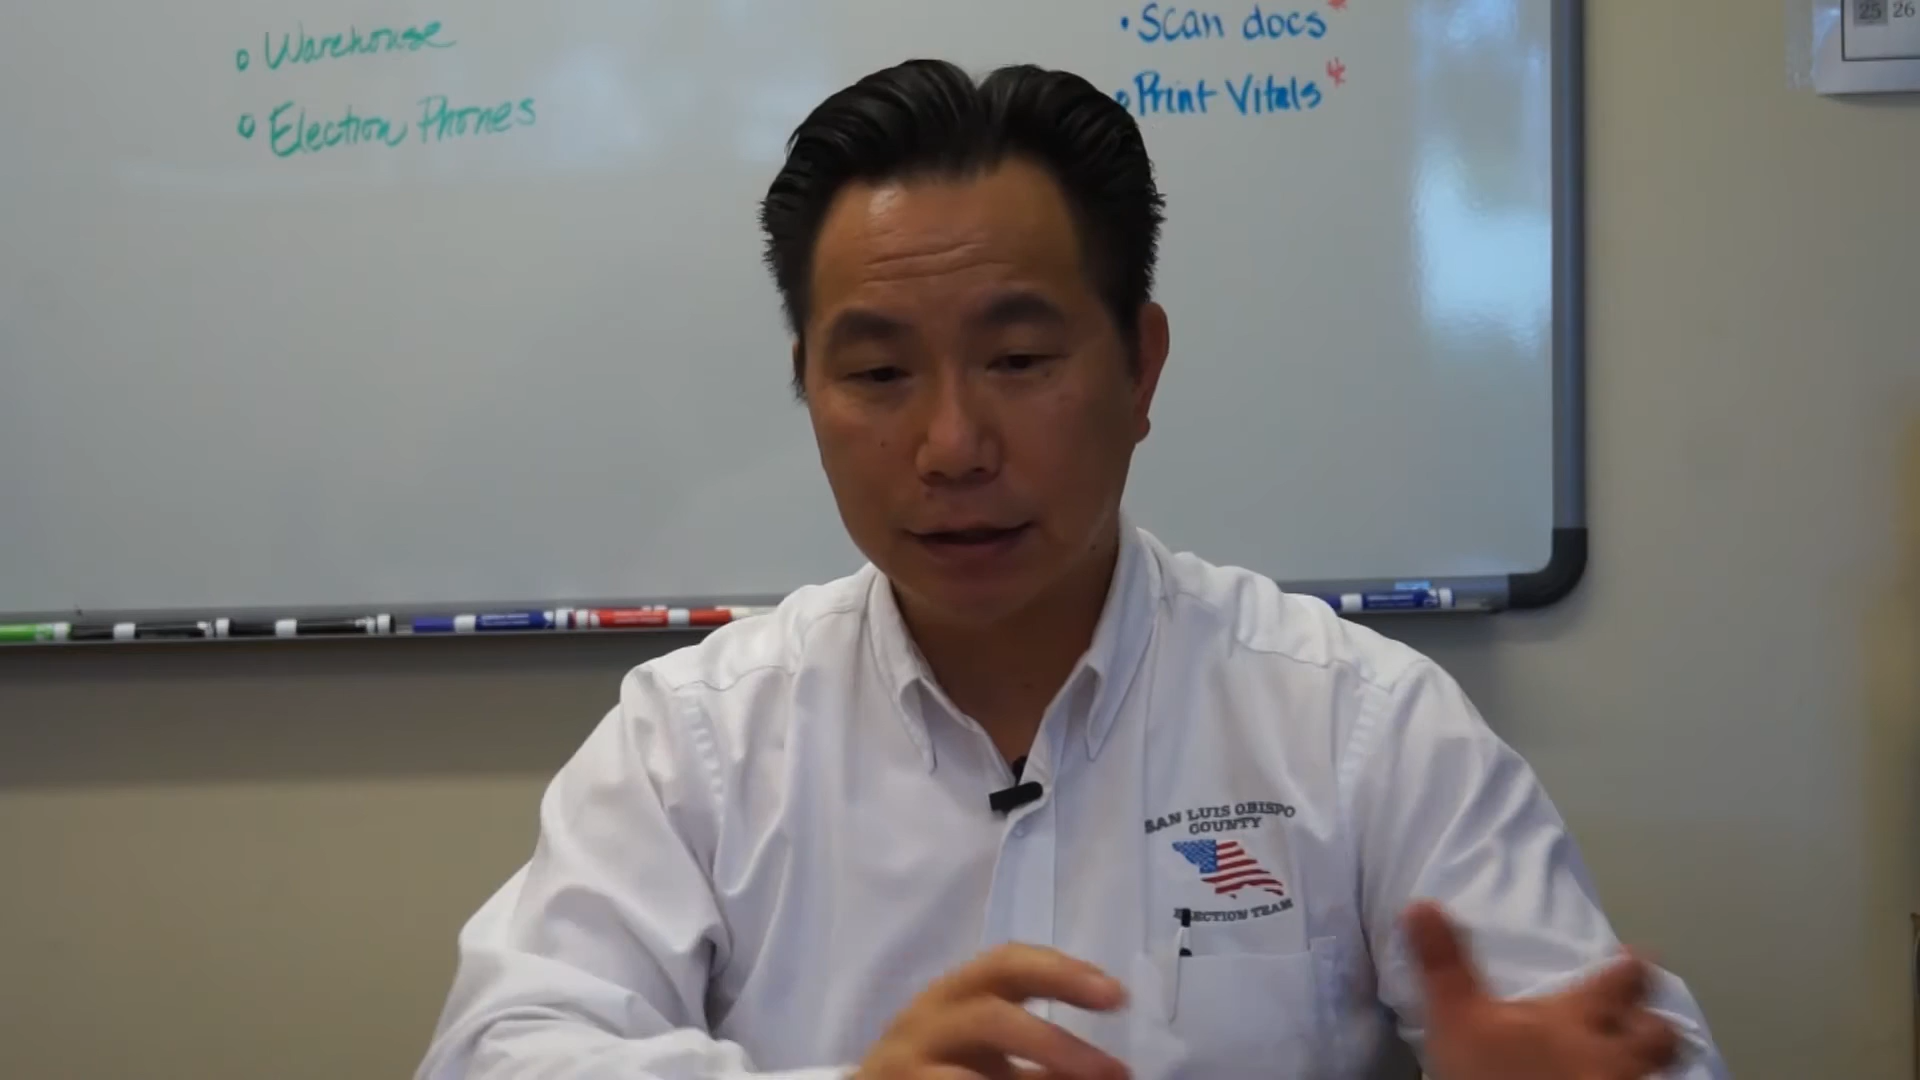 Warehouse
Election Phones
Scan docs
Print Vitals
25 26
SAN LUIS OBISPO
COUNTY
ELECTION TEAM